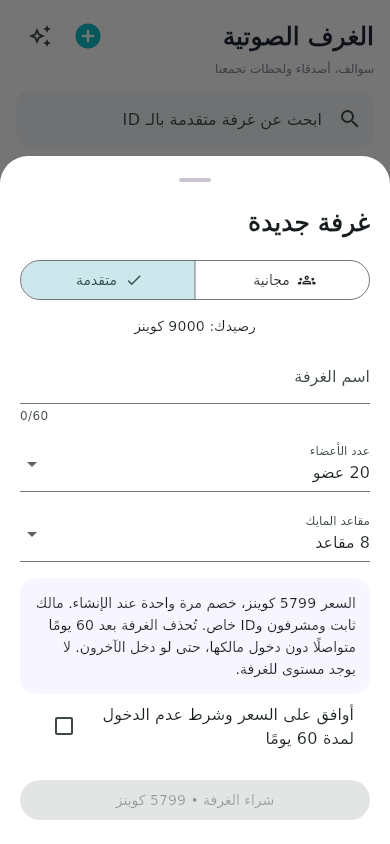 الغرف الصوتية
سوالف، أصدقاء ولحظات تجمعنا
ابحث عن غرفة متقدمة بالـ ID
غرفة جديدة
مجانية
متقدمة
رصيدك: 9000 كوينز
اسم الغرفة
0/60
عدد الأعضاء
20 عضو
مقاعد المايك
8 مقاعد
السعر 5799 كوينز، خصم مرة واحدة عند الإنشاء. مالك
ثابت ومشرفون وID خاص. تُحذف الغرفة بعد 60 يومًا
متواصلًا دون دخول مالكها، حتى لو دخل الآخرون. لا
يوجد مستوى للغرفة.
أوافق على السعر وشرط عدم الدخول
لمدة 60 يومًا
شراء الغرفة • 5799 كوينز